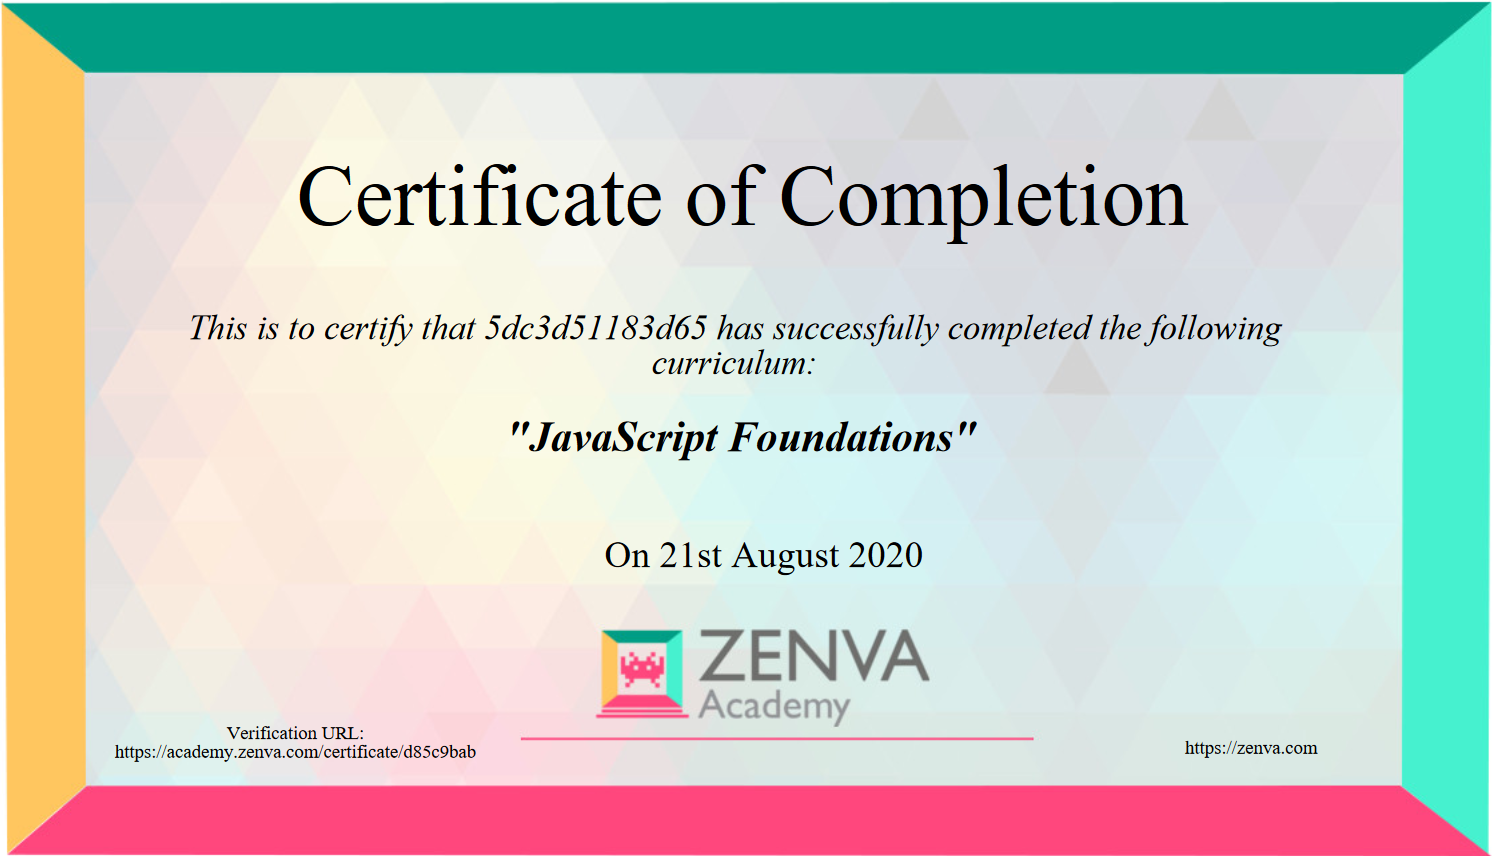 Certificate of Completion
This is to certify that 5dc3d51183d65 has successfully completed the following
curriculum:
"JavaScript Foundations"
On 21st August 2020
ZENVA
Academy
Verification URL:
https://academy.zenva.com/certificate/d85c9bab
https://zenva.com